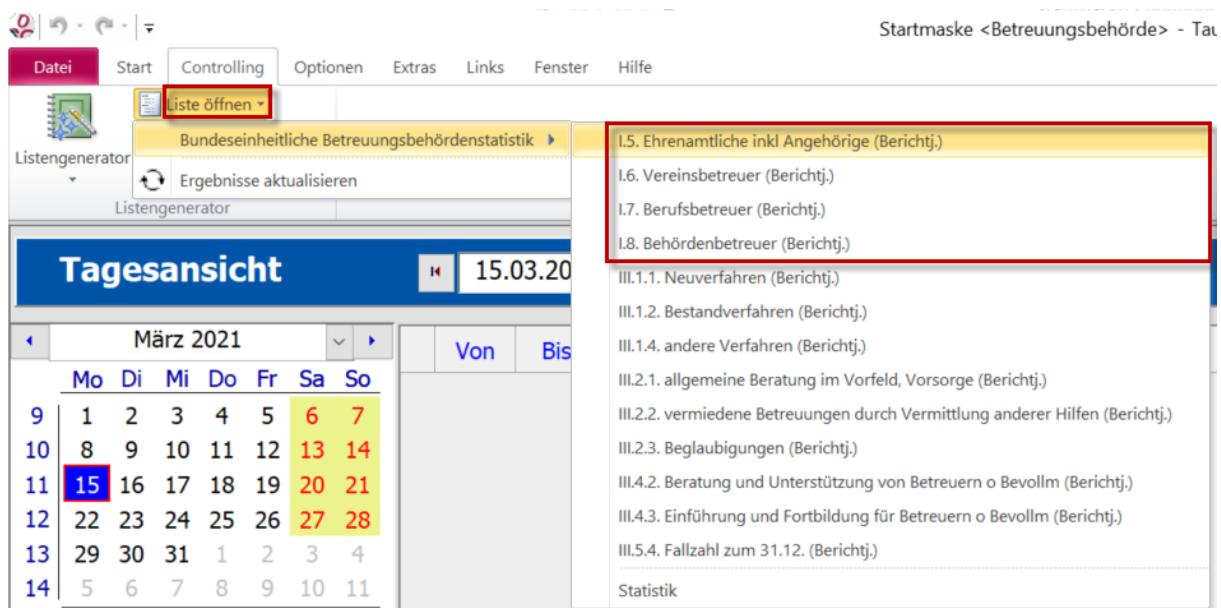 Startmaske <Betreuungsbehörde> - Tau
Datei Start Controlling Optionen Extras Links Fenster Hilfe
Liste öffnen
Listengenerator
Bundeseinheitliche Betreuungsbehördenstatistik
Ergebnisse aktualisieren
Listengenerator
I.5. Ehrenamtliche inkl Angehörige (Berichtj.)
I.6. Vereinsbetreuer (Berichtj.)
I.7. Berufsbetreuer (Berichtj.)
I.8. Behördenbetreuer (Berichtj.)
III.1.1. Neuverfahren (Berichtj.)
III.1.2. Bestandverfahren (Berichtj.)
III.1.4. andere Verfahren (Berichtj.)
III.2.1. allgemeine Beratung im Vorfeld, Vorsorge (Berichtj.)
III.2.2. vermiedene Betreuungen durch Vermittlung anderer Hilfen (Berichtj.)
III.2.3. Beglaubigungen (Berichtj.)
III.4.2. Beratung und Unterstützung von Betreuern o Bevollm (Berichtj.)
III.4.3. Einführung und Fortbildung für Betreuern o Bevollm (Berichtj.)
III.5.4. Fallzahl zum 31.12. (Berichtj.)
Statistik
Tagesansicht
15.03.20
März 2021
Von Bis
Mo Di Mi Do Fr Sa So
9 1 2 3 4 5 6 7
10 8 9 10 11 12 13 14
11 15 16 17 18 19 20 21
12 22 23 24 25 26 27 28
13 29 30 31 1 2 3 4
14 5 6 7 8 9 10 11